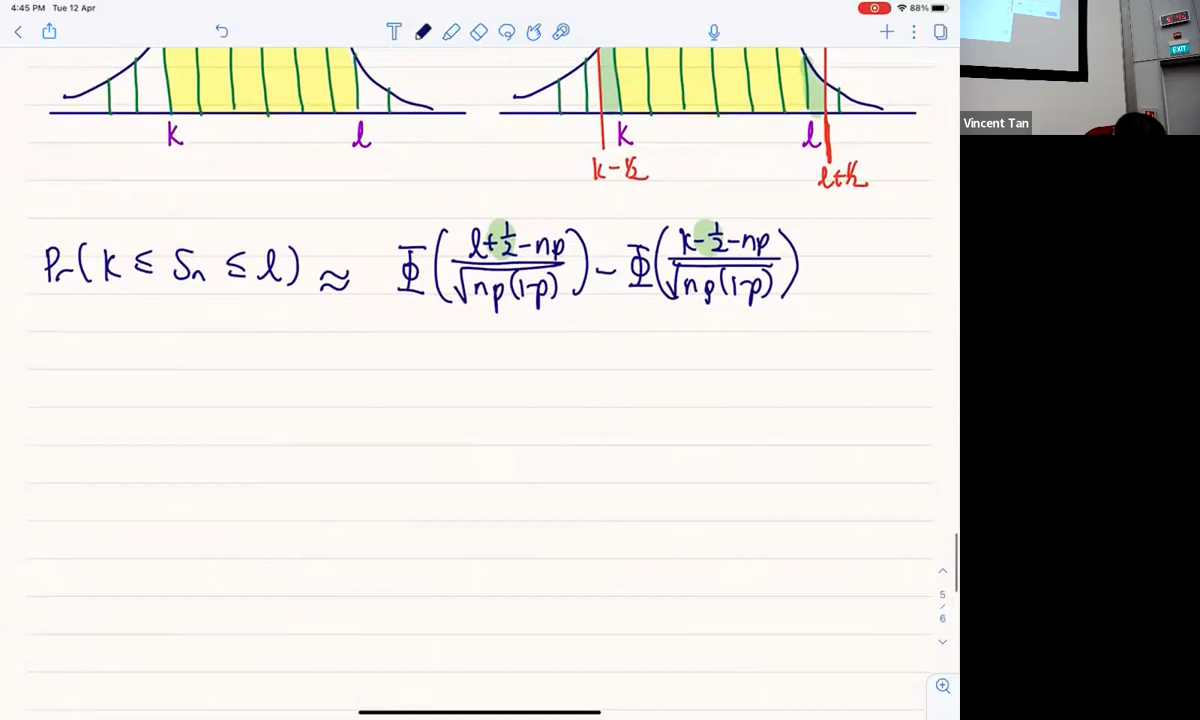 4:45 PM Tue 12 Apr
88%
T
EXIT
Vincent Tan
k l k l
k-½ l+½
Pr( k ≤ Sn ≤ l ) ≈ Φ( (l+½-np)/√(np(1-p)) ) - Φ( (k-½-np)/√(np(1-p)) )
5
/
6